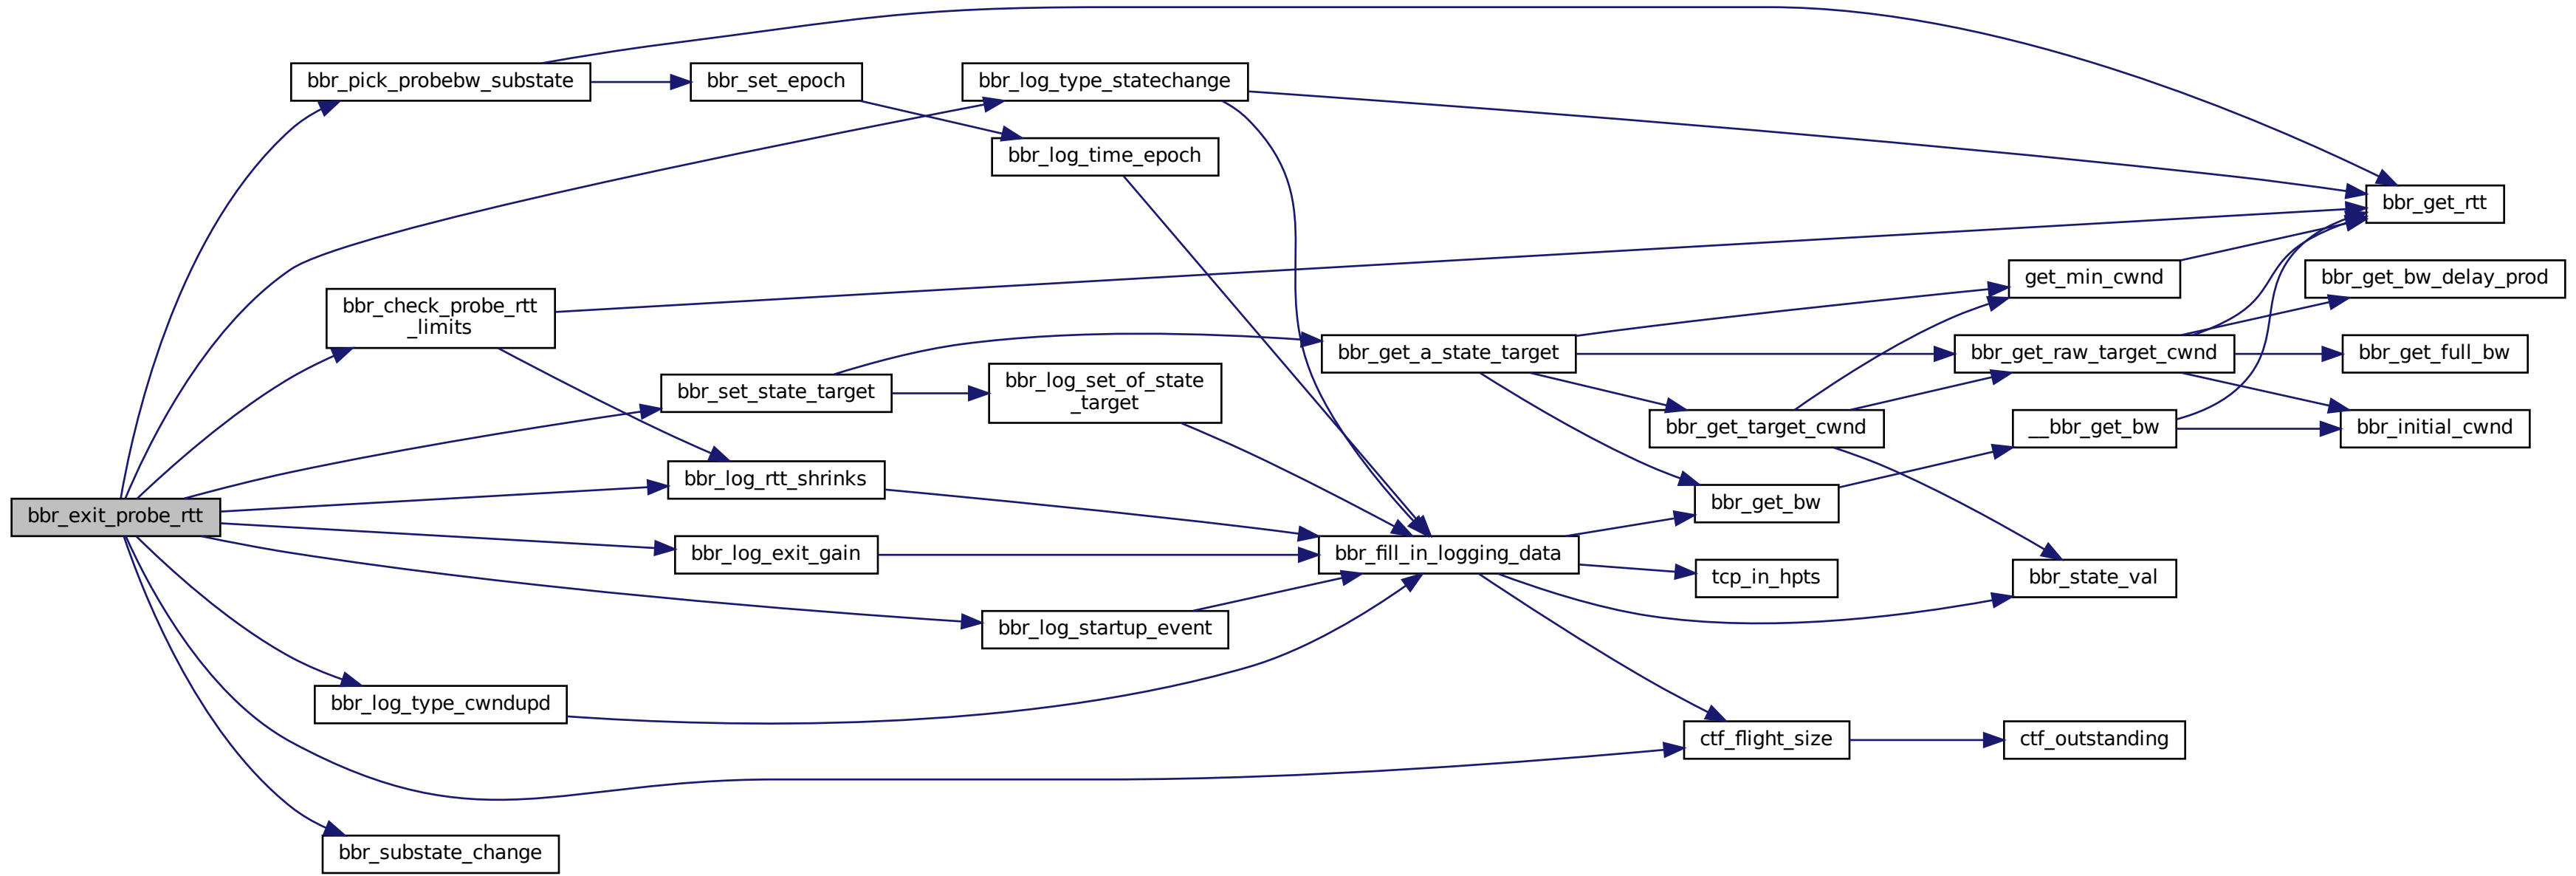 bbr_pick_probebw_substate
bbr_set_epoch
bbr_log_type_statechange
bbr_log_time_epoch
bbr_get_rtt
bbr_check_probe_rtt
_limits
get_min_cwnd
bbr_get_bw_delay_prod
bbr_get_a_state_target
bbr_get_raw_target_cwnd
bbr_get_full_bw
bbr_set_state_target
bbr_log_set_of_state
_target
bbr_get_target_cwnd
__bbr_get_bw
bbr_initial_cwnd
bbr_log_rtt_shrinks
bbr_get_bw
bbr_exit_probe_rtt
bbr_log_exit_gain
bbr_fill_in_logging_data
tcp_in_hpts
bbr_state_val
bbr_log_startup_event
bbr_log_type_cwndupd
ctf_flight_size
ctf_outstanding
bbr_substate_change